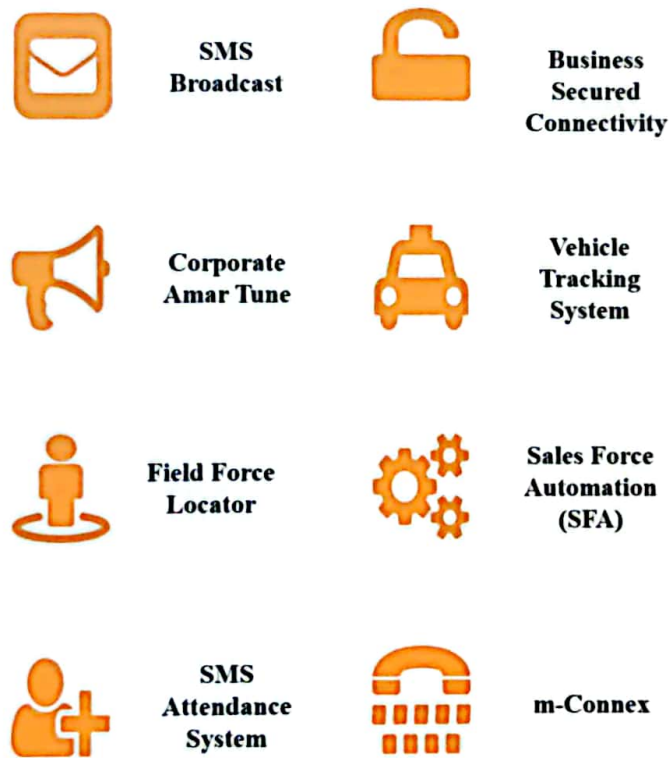 SMS
Broadcast
Business
Secured
Connectivity
Corporate
Amar Tune
Vehicle
Tracking
System
Field Force
Locator
Sales Force
Automation
(SFA)
SMS
Attendance
System
m-Connex